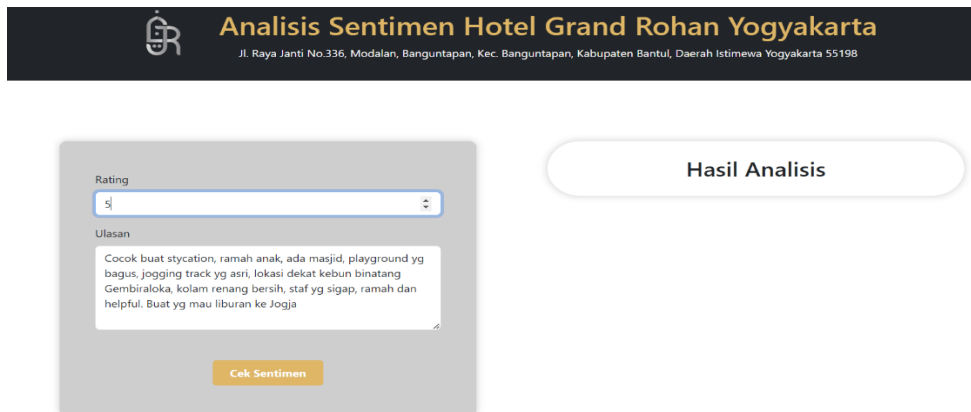 GR
Analisis Sentimen Hotel Grand Rohan Yogyakarta
Jl. Raya Janti No.336, Modalan, Banguntapan, Kec. Banguntapan, Kabupaten Bantul, Daerah Istimewa Yogyakarta 55198
Rating
5
Ulasan
Cocok buat stycation, ramah anak, ada masjid, playground yg
bagus, jogging track yg asri, lokasi dekat kebun binatang
Gembiraloka, kolam renang bersih, staf yg sigap, ramah dan
helpful. Buat yg mau liburan ke Jogja
Cek Sentimen
Hasil Analisis